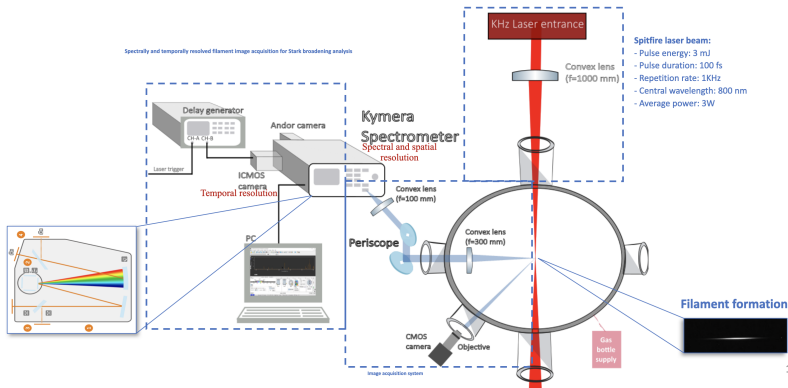 KHz Laser entrance
Spitfire laser beam:
- Pulse energy: 3 mJ
- Pulse duration: 100 fs
- Repetition rate: 1KHz
- Central wavelength: 800 nm
- Average power: 3W
Convex lens
(f=1000 mm)
Spectrally and temporally resolved filament image acquisition for Stark broadening analysis
Delay generator
CH-A CH-B
Laser trigger
Andor camera
Kymera
Spectrometer
Spectral and spatial
resolution
ICMOS
camera
Temporal resolution
Convex lens
(f=100 mm)
PC
Periscope
Convex lens
(f=300 mm)
Filament formation
CMOS
camera
Objective
Gas
bottle
supply
Image acquisition system